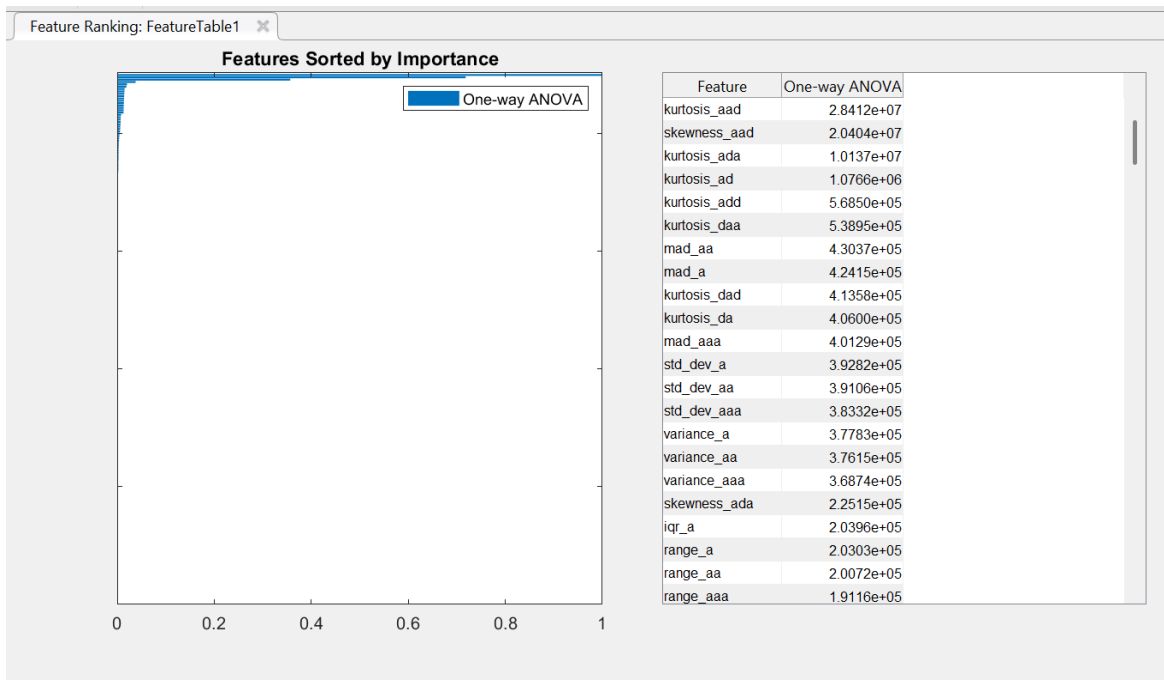 Feature Ranking: FeatureTable1
Features Sorted by Importance
One-way ANOVA
0 0.2 0.4 0.6 0.8 1
Feature One-way ANOVA
kurtosis_aad 2.8412e+07
skewness_aad 2.0404e+07
kurtosis_ada 1.0137e+07
kurtosis_ad 1.0766e+06
kurtosis_add 5.6850e+05
kurtosis_daa 5.3895e+05
mad_aa 4.3037e+05
mad_a 4.2415e+05
kurtosis_dad 4.1358e+05
kurtosis_da 4.0600e+05
mad_aaa 4.0129e+05
std_dev_a 3.9282e+05
std_dev_aa 3.9106e+05
std_dev_aaa 3.8332e+05
variance_a 3.7783e+05
variance_aa 3.7615e+05
variance_aaa 3.6874e+05
skewness_ada 2.2515e+05
iqr_a 2.0396e+05
range_a 2.0303e+05
range_aa 2.0072e+05
range_aaa 1.9116e+05